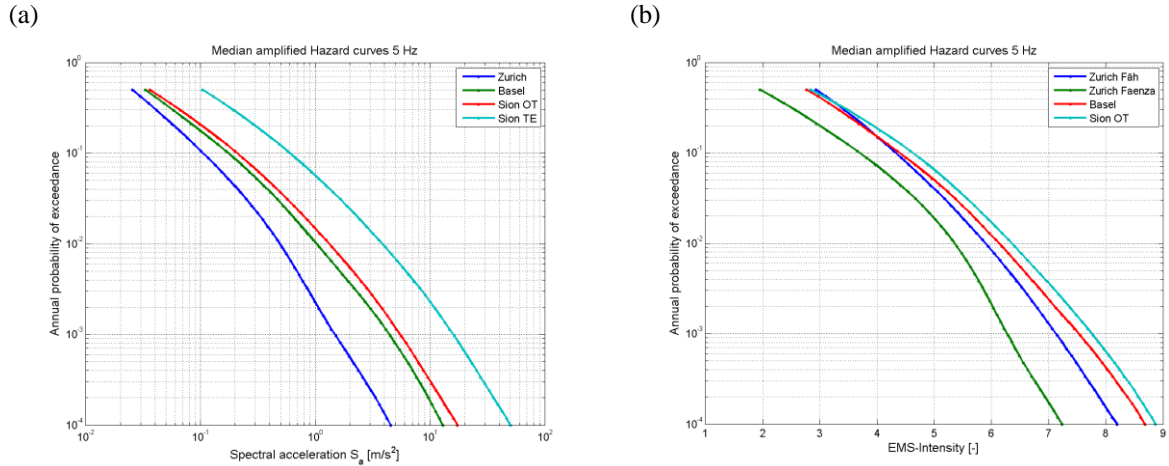 (a)
Median amplified Hazard curves 5 Hz
Annual probability of exceedance
10^0
10^-1
10^-2
10^-3
10^-4
Zurich
Basel
Sion OT
Sion TE
10^-2 10^-1 10^0 10^1 10^2
Spectral acceleration S_a [m/s^2]
(b)
Median amplified Hazard curves 5 Hz
Annual probability of exceedance
10^0
10^-1
10^-2
10^-3
10^-4
Zurich Fäh
Zurich Faenza
Basel
Sion OT
1 2 3 4 5 6 7 8 9
EMS-Intensity [-]